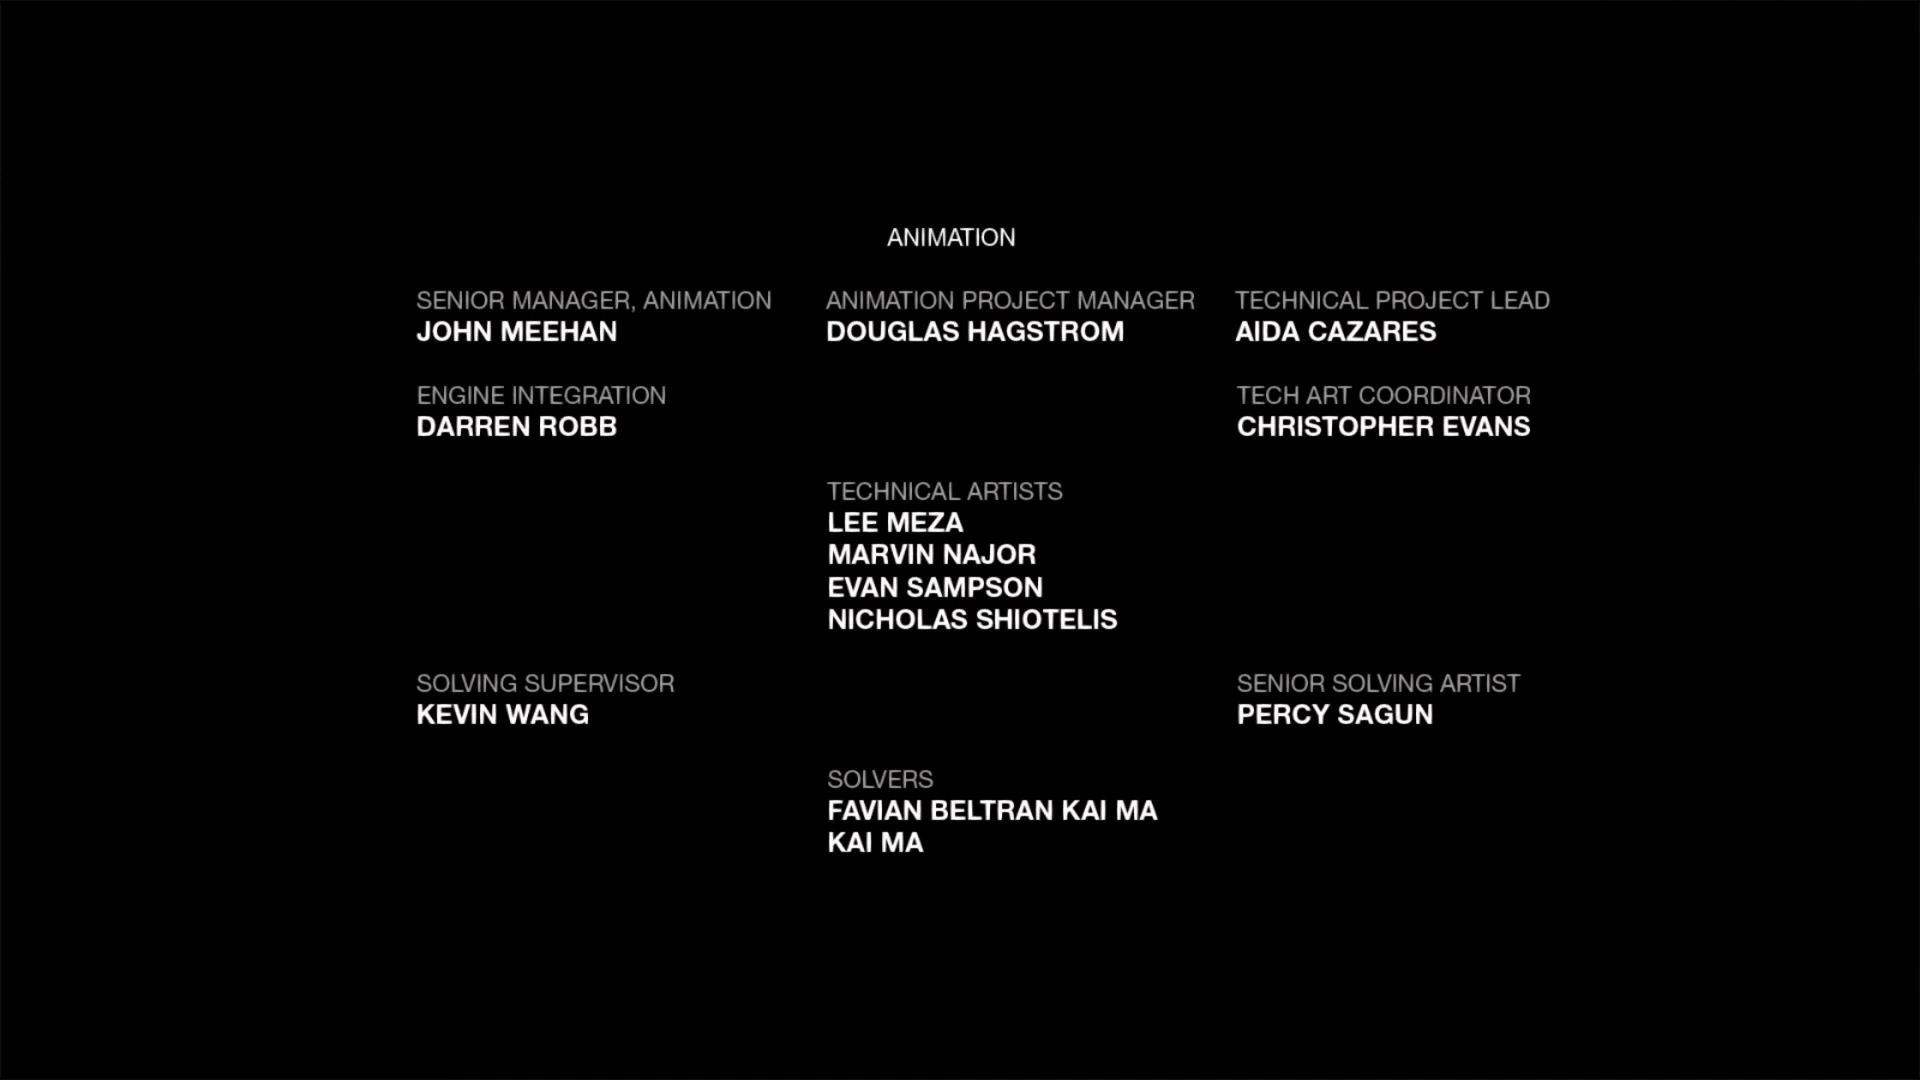 ANIMATION
SENIOR MANAGER, ANIMATION
JOHN MEEHAN
ANIMATION PROJECT MANAGER
DOUGLAS HAGSTROM
TECHNICAL PROJECT LEAD
AIDA CAZARES
ENGINE INTEGRATION
DARREN ROBB
TECH ART COORDINATOR
CHRISTOPHER EVANS
TECHNICAL ARTISTS
LEE MEZA
MARVIN NAJOR
EVAN SAMPSON
NICHOLAS SHIOTELIS
SOLVING SUPERVISOR
KEVIN WANG
SENIOR SOLVING ARTIST
PERCY SAGUN
SOLVERS
FAVIAN BELTRAN KAI MA
KAI MA